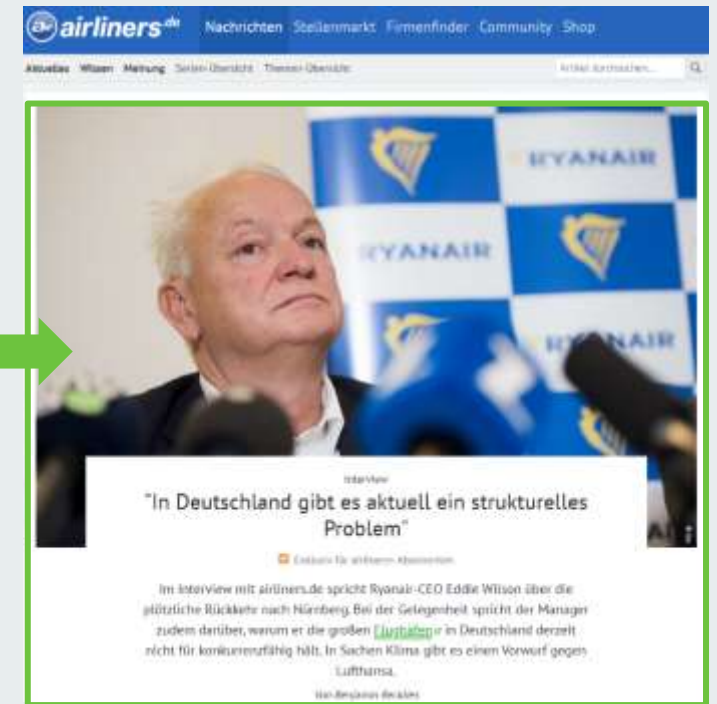 airliners.de
Nachrichten Stellenmarkt Firmenfinder Community Shop
Aktuelles Wissen Meinung Serien-Übersicht Themen-Übersicht
Artikel durchsuchen...
RYANAIR
RYANAIR
RYANAIR
Interview
"In Deutschland gibt es aktuell ein strukturelles
Problem"
Exklusiv für airliners+ Abonnenten
Im Interview mit airliners.de spricht Ryanair-CEO Eddie Wilson über die
plötzliche Rückkehr nach Nürnberg. Bei der Gelegenheit spricht der Manager
zudem darüber, warum er die großen Flughäfen in Deutschland derzeit
nicht für konkurrenzfähig hält. In Sachen Klima gibt es einen Vorwurf gegen
Lufthansa.